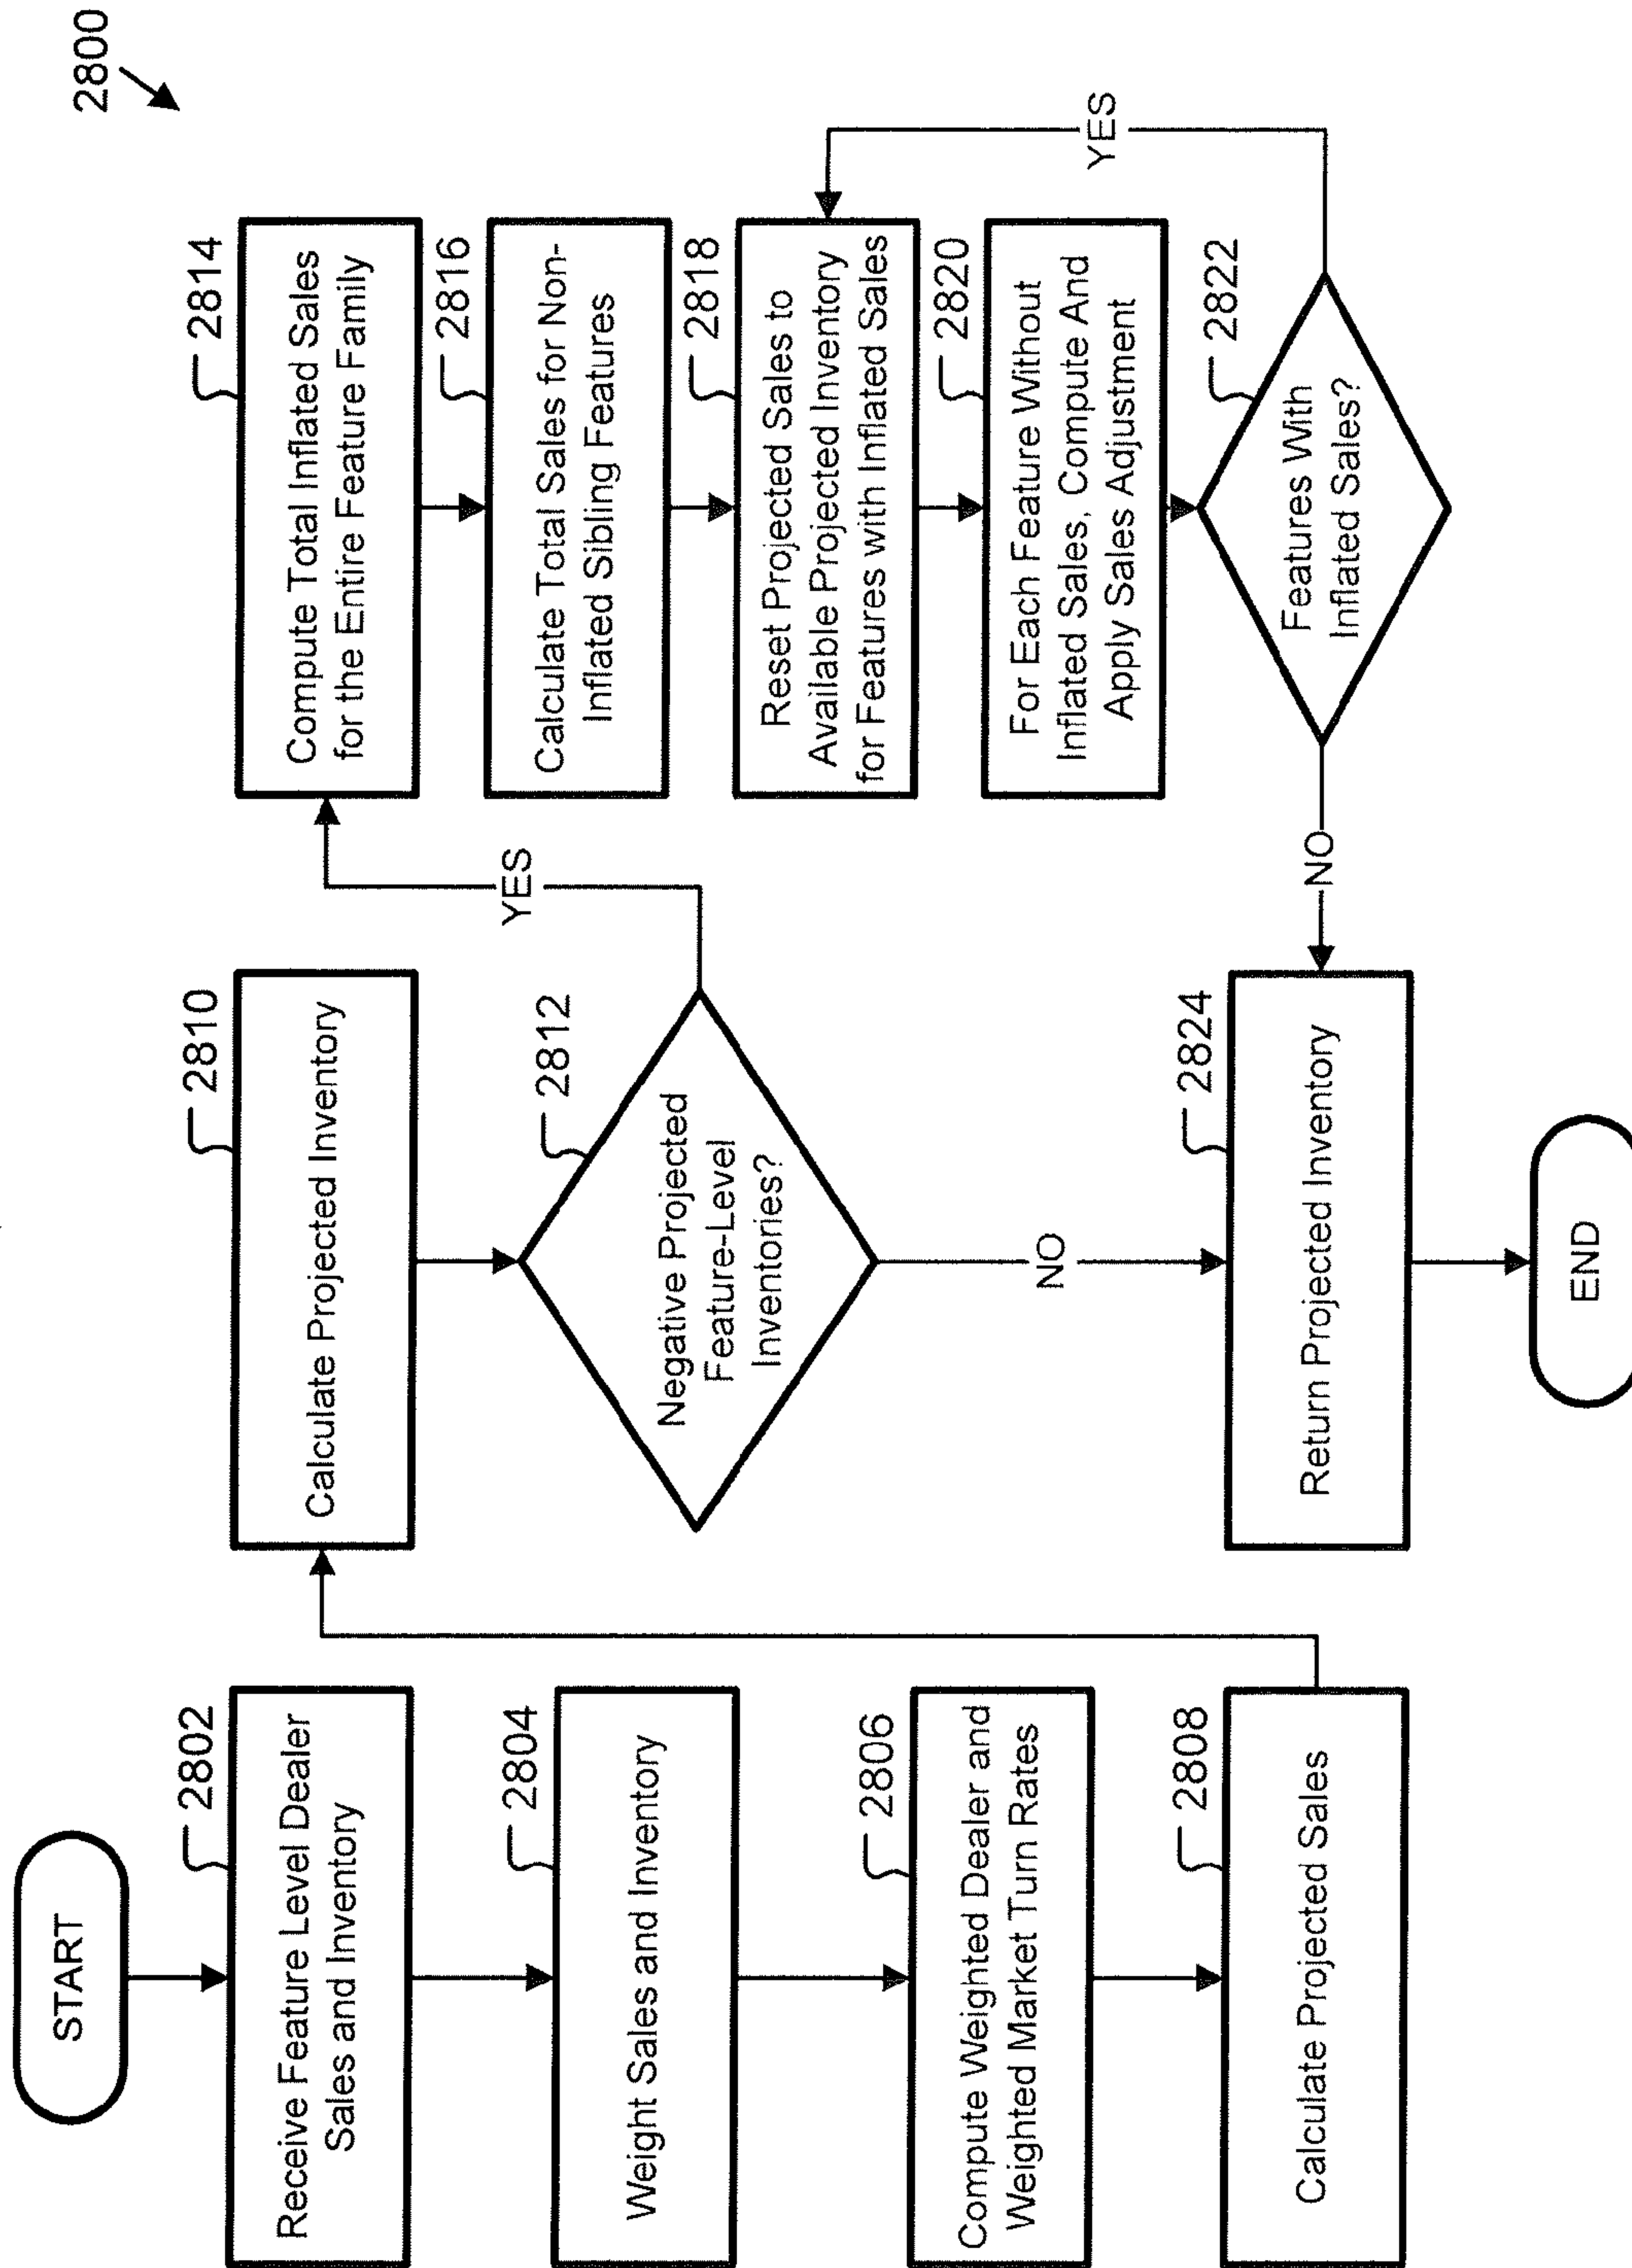 2800
START
2802
Receive Feature Level Dealer
Sales and Inventory
2804
Weight Sales and Inventory
2806
Compute Weighted Dealer and
Weighted Market Turn Rates
2808
Calculate Projected Sales
2810
Calculate Projected Inventory
2812
Negative Projected
Feature-Level
Inventories?
YES
NO
2814
Compute Total Inflated Sales
for the Entire Feature Family
2816
Calculate Total Sales for Non-
Inflated Sibling Features
2818
Reset Projected Sales to
Available Projected Inventory
for Features with Inflated Sales
2820
For Each Feature Without
Inflated Sales, Compute And
Apply Sales Adjustment
2822
Features With
Inflated Sales?
YES
NO
2824
Return Projected Inventory
END